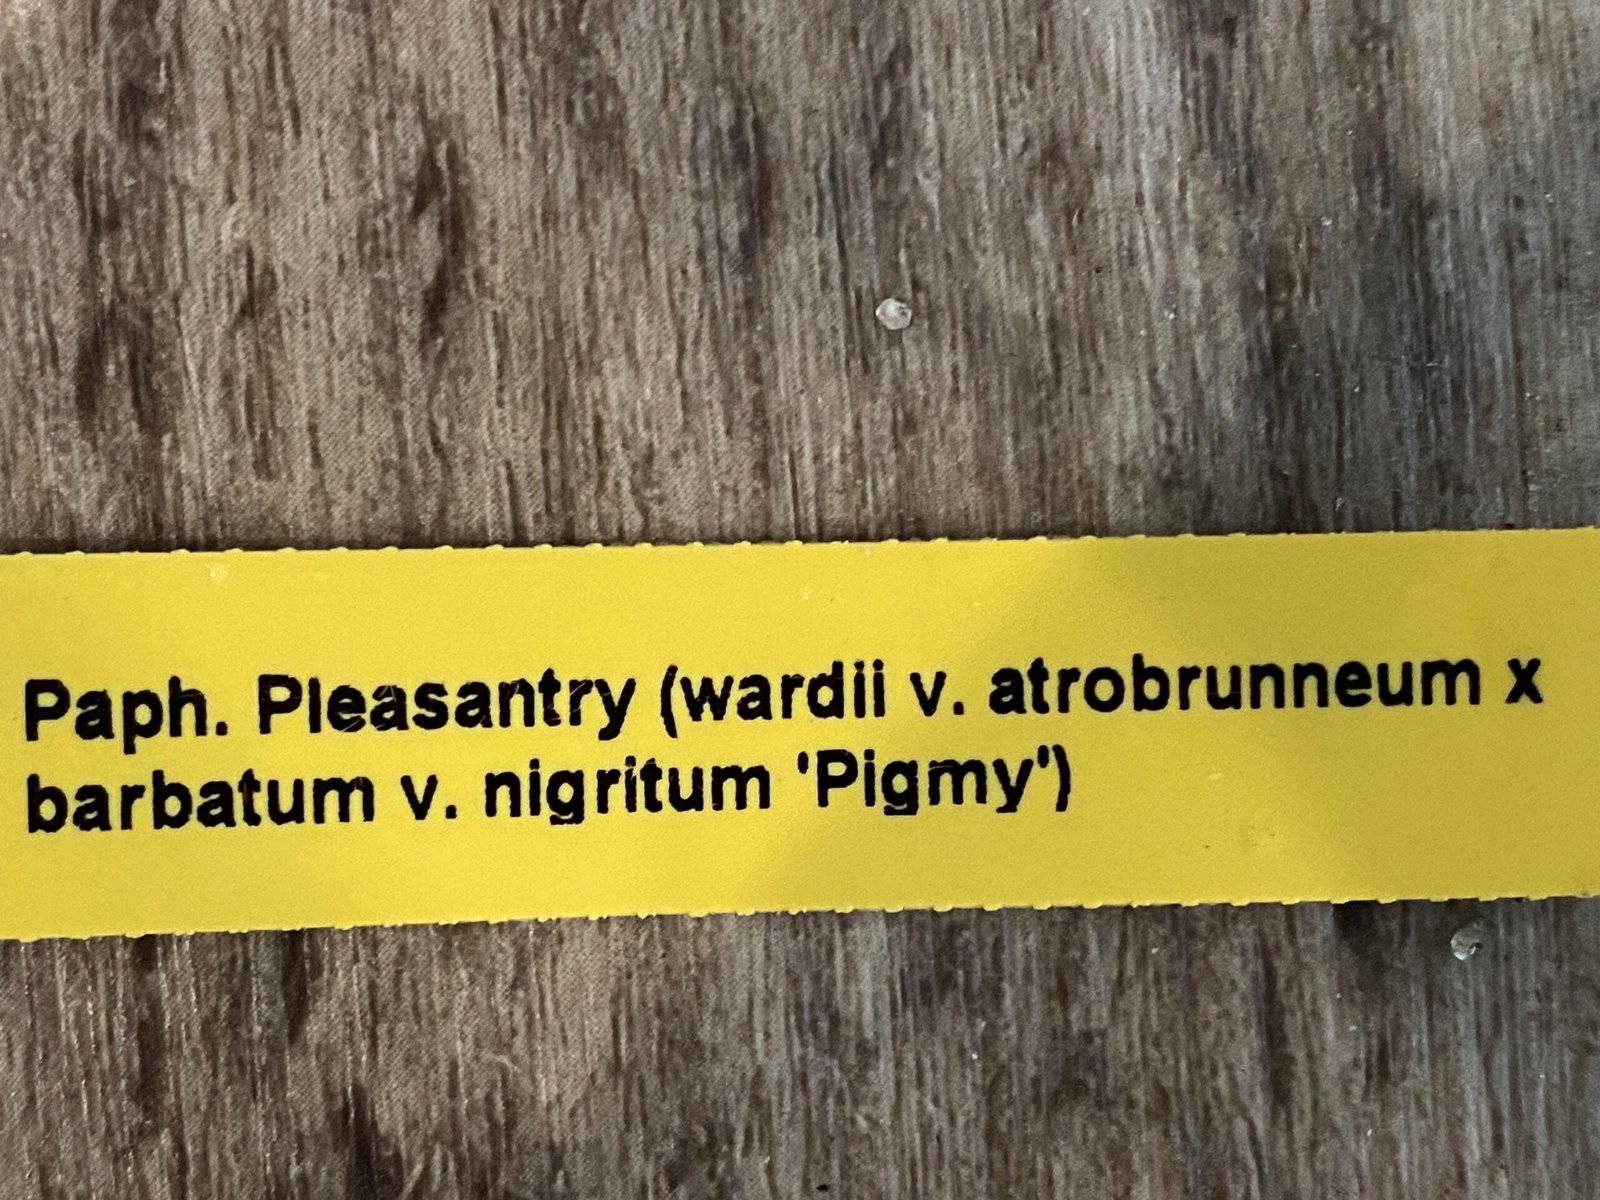 Paph. Pleasantry (wardii v. atrobrunneum x
barbatum v. nigritum 'Pigmy')